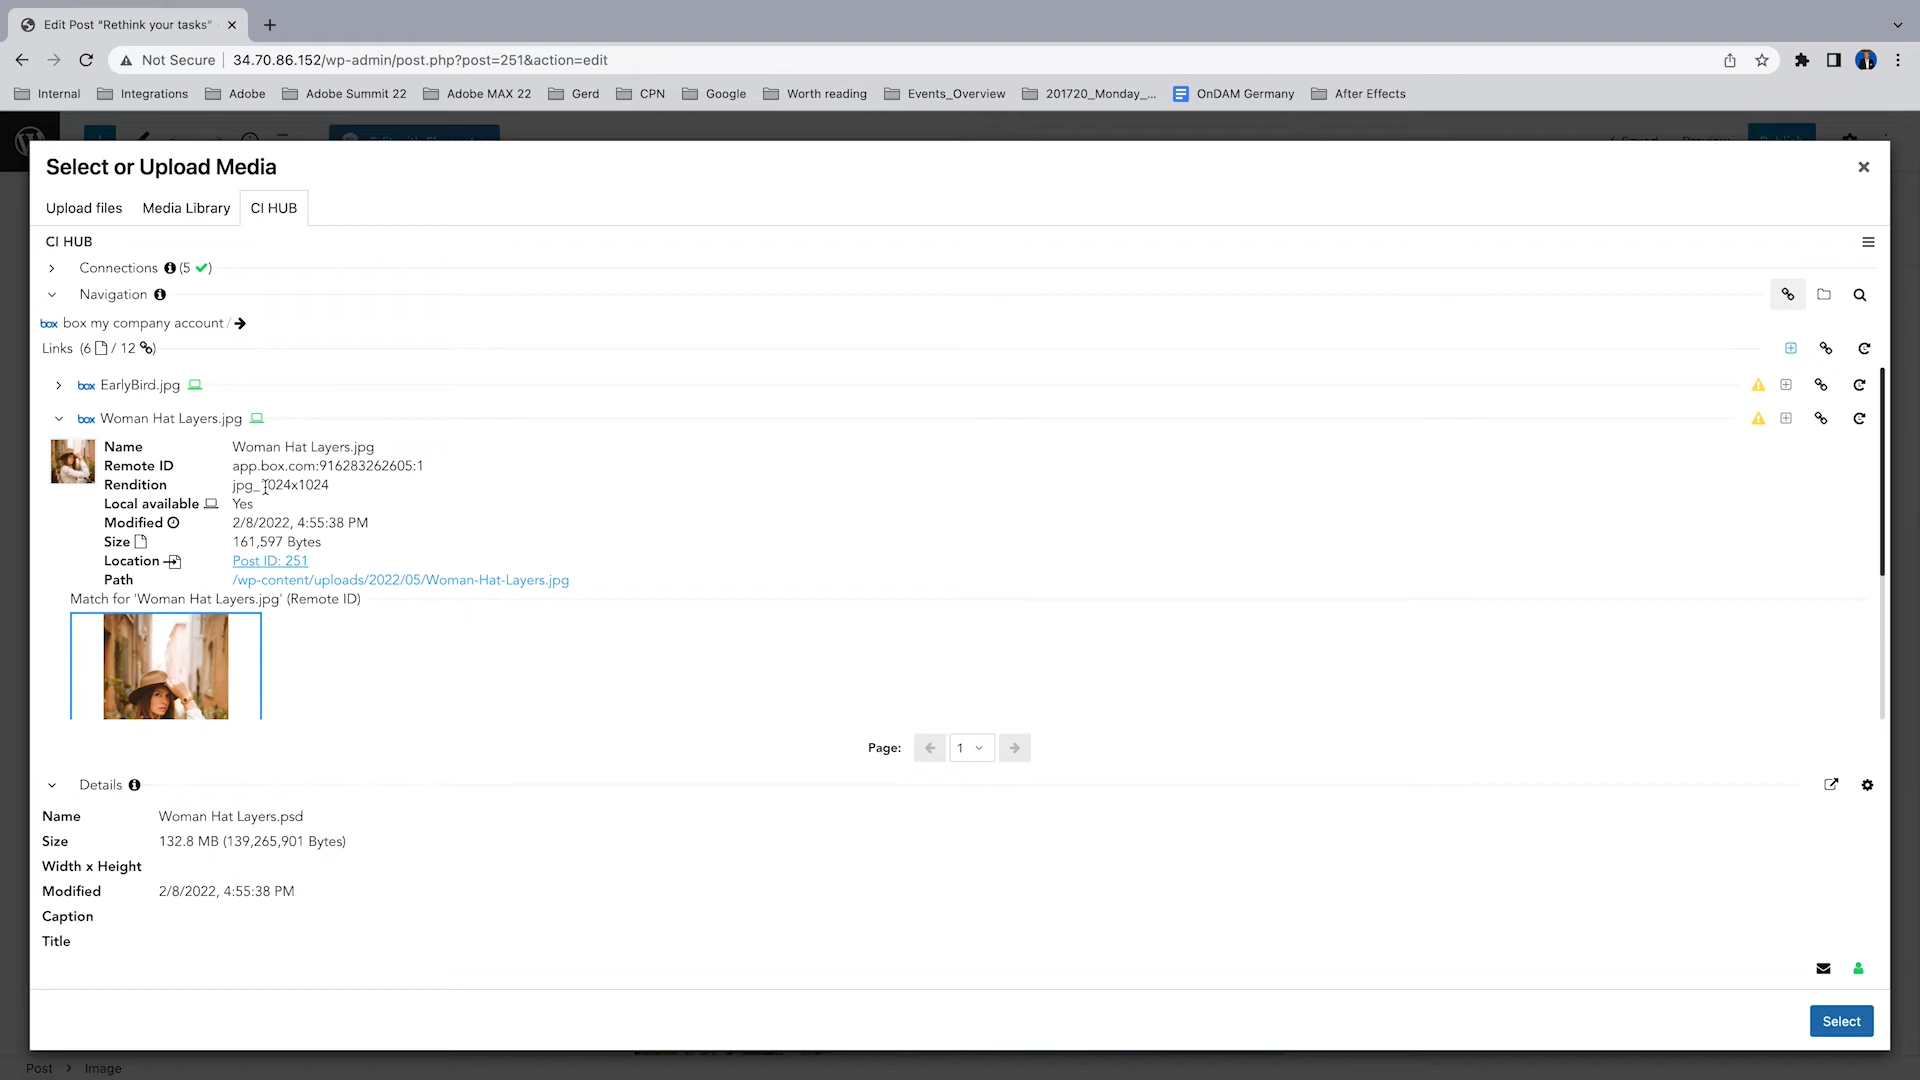 Edit Post “Rethink your tasks”
Not Secure 34.70.86.152/wp-admin/post.php?post=251&action=edit
Internal Integrations Adobe Adobe Summit 22 Adobe MAX 22 Gerd CPN Google Worth reading Events_Overview 201720_Monday_... OnDAM Germany After Effects
Select or Upload Media
Upload files Media Library CI HUB
CI HUB
Connections (5 )
Navigation
box box my company account /
Links (6 / 12 )
box EarlyBird.jpg
box Woman Hat Layers.jpg
Name Woman Hat Layers.jpg
Remote ID app.box.com:916283262605:1
Rendition jpg_1024x1024
Local available Yes
Modified 2/8/2022, 4:55:38 PM
Size 161,597 Bytes
Location Post ID: 251
Path /wp-content/uploads/2022/05/Woman-Hat-Layers.jpg
Match for 'Woman Hat Layers.jpg' (Remote ID)
Page: 1
Details
Name Woman Hat Layers.psd
Size 132.8 MB (139,265,901 Bytes)
Width x Height
Modified 2/8/2022, 4:55:38 PM
Caption
Title
Select
Post › Image